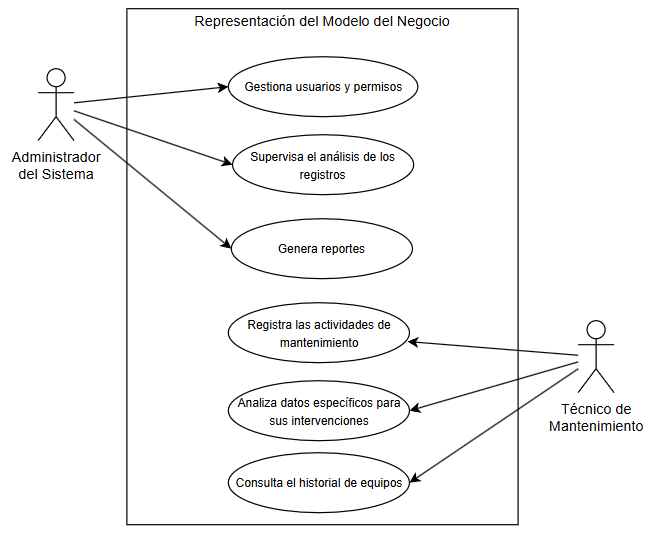 Representación del Modelo del Negocio
Gestiona usuarios y permisos
Administrador
del Sistema
Supervisa el análisis de los
registros
Genera reportes
Registra las actividades de
mantenimiento
Analiza datos específicos para
sus intervenciones
Técnico de
Mantenimiento
Consulta el historial de equipos